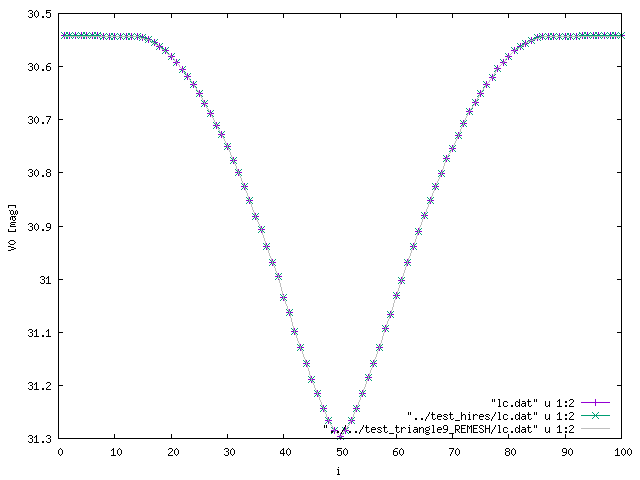 30.5
30.6
30.7
30.8
30.9
31
31.1
31.2
31.3
V0 [mag]
"lc.dat" u 1:2
"../test_hires/lc.dat" u 1:2
"../../test_triangle9_REMESH/lc.dat" u 1:2
0 10 20 30 40 50 60 70 80 90 100
i